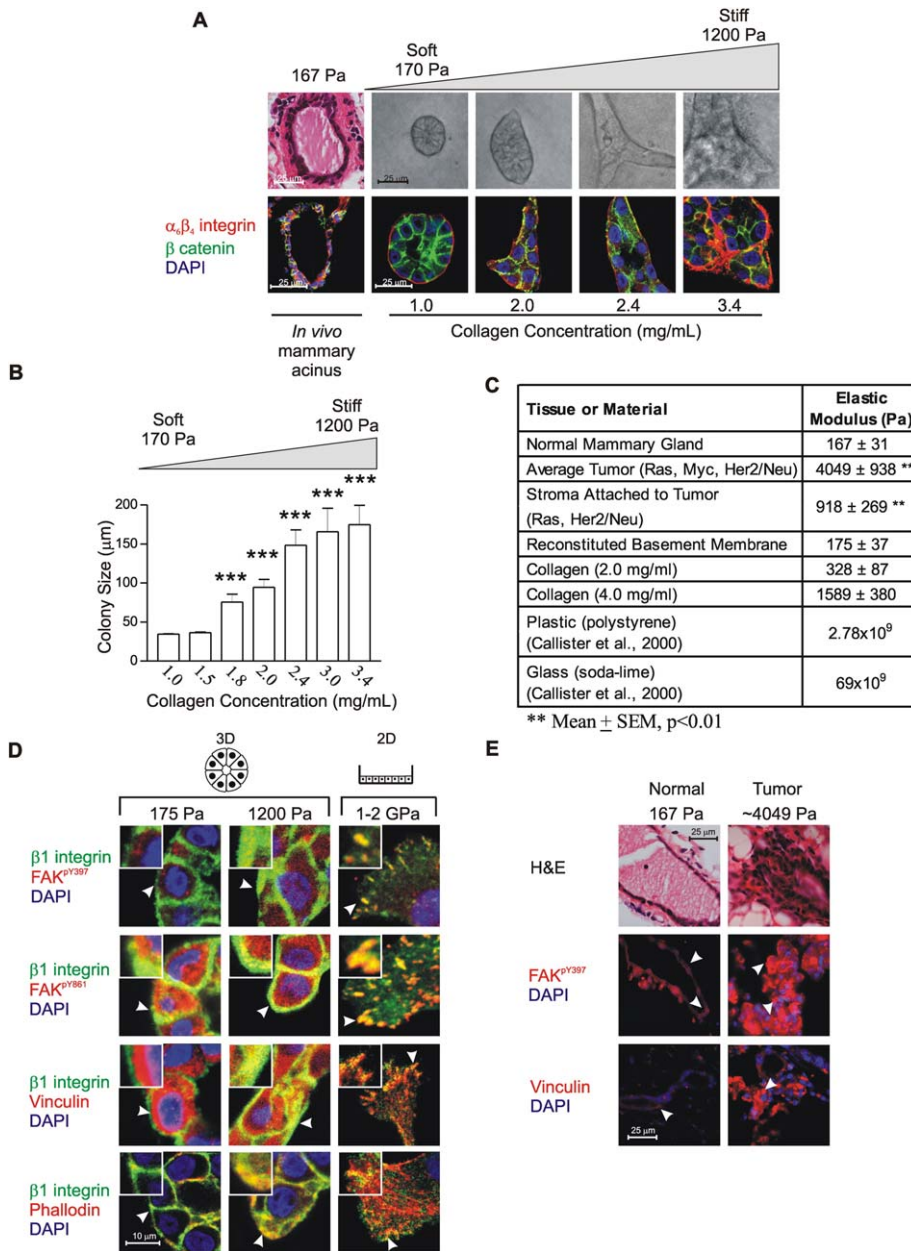 A
Stiff
1200 Pa
Soft
170 Pa
167 Pa
25 μm
25 μm
α₆β₄ integrin
β catenin
DAPI
25 μm
25 μm
1.0 2.0 2.4 3.4
In vivo
mammary
acinus
Collagen Concentration (mg/mL)
B
Soft
170 Pa
Stiff
1200 Pa
Colony Size (μm)
200
150
100
50
0
*** *** *** *** ***
1.0 1.5 1.8 2.0 2.4 3.0 3.4
Collagen Concentration (mg/mL)
C
Tissue or Material Elastic Modulus (Pa)
Normal Mammary Gland 167 ± 31
Average Tumor (Ras, Myc, Her2/Neu) 4049 ± 938 **
Stroma Attached to Tumor
(Ras, Her2/Neu) 918 ± 269 **
Reconstituted Basement Membrane 175 ± 37
Collagen (2.0 mg/ml) 328 ± 87
Collagen (4.0 mg/ml) 1589 ± 380
Plastic (polystyrene)
(Callister et al., 2000) 2.78x10⁹
Glass (soda-lime)
(Callister et al., 2000) 69x10⁹
** Mean ± SEM, p<0.01
D
3D 2D
175 Pa 1200 Pa 1-2 GPa
β1 integrin
FAKᵖʸ³⁹⁷
DAPI
β1 integrin
FAKᵖʸ⁸⁶¹
DAPI
β1 integrin
Vinculin
DAPI
β1 integrin
Phallodin
DAPI
10 μm
E
Normal Tumor
167 Pa ~4049 Pa
25 μm
H&E
FAKᵖʸ³⁹⁷
DAPI
Vinculin
DAPI
25 μm